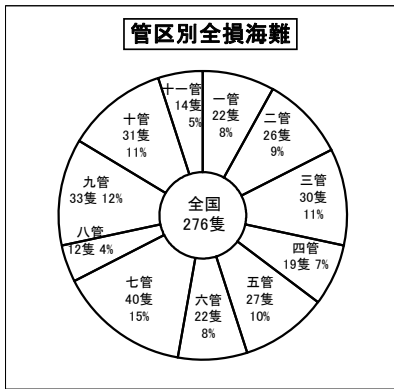 管区別全損海難
一管
22隻
8%
二管
26隻
9%
三管
30隻
11%
四管
19隻 7%
五管
27隻
10%
六管
22隻
8%
七管
40隻
15%
八管
12隻 4%
九管
33隻 12%
十管
31隻
11%
十一管
14隻
5%
全国
276隻